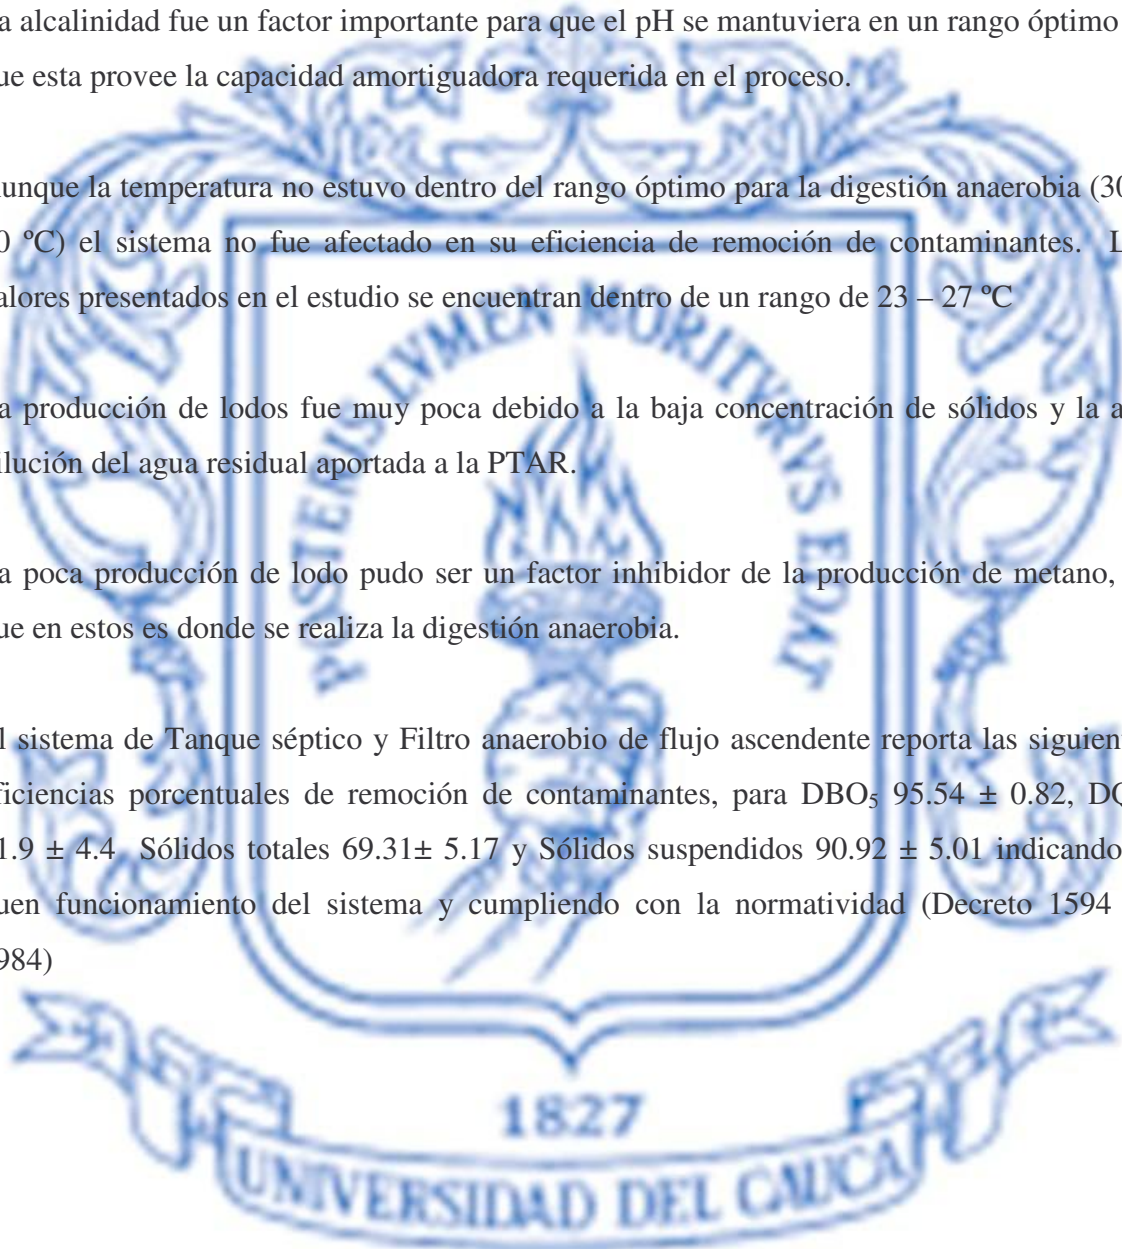 a alcalinidad fue un factor importante para que el pH se mantuviera en un rango óptimo
ue esta provee la capacidad amortiguadora requerida en el proceso.
unque la temperatura no estuvo dentro del rango óptimo para la digestión anaerobia (30
0 ºC) el sistema no fue afectado en su eficiencia de remoción de contaminantes. L
alores presentados en el estudio se encuentran dentro de un rango de 23 – 27 ºC
a producción de lodos fue muy poca debido a la baja concentración de sólidos y la a
ilución del agua residual aportada a la PTAR.
a poca producción de lodo pudo ser un factor inhibidor de la producción de metano,
ue en estos es donde se realiza la digestión anaerobia.
l sistema de Tanque séptico y Filtro anaerobio de flujo ascendente reporta las siguient
ficiencias porcentuales de remoción de contaminantes, para DBO5 95.54 ± 0.82, DQ
1.9 ± 4.4 Sólidos totales 69.31± 5.17 y Sólidos suspendidos 90.92 ± 5.01 indicando
uen funcionamiento del sistema y cumpliendo con la normatividad (Decreto 1594
984)
POSTERIS LVMEN MORITVRVS EDAT
1827
UNIVERSIDAD DEL CAUCA